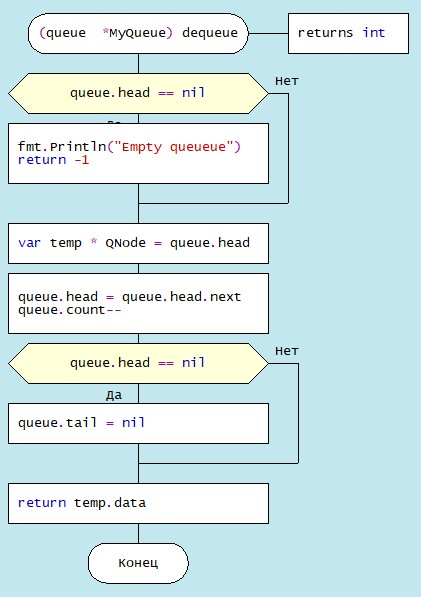 (queue *MyQueue) dequeue
returns int
queue.head == nil
Нет
fmt.Println("Empty queueue")
return -1
var temp * QNode = queue.head
queue.head = queue.head.next
queue.count--
queue.head == nil
Нет
Да
queue.tail = nil
return temp.data
Конец